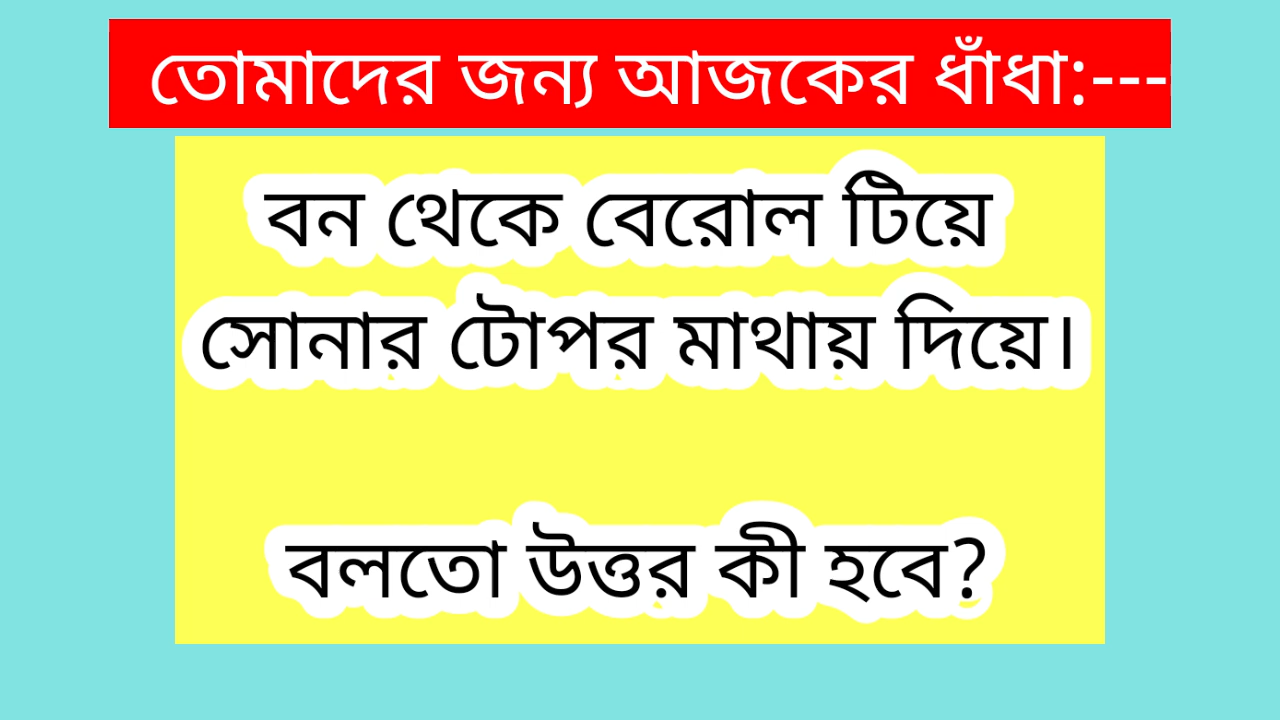 তোমাদের জন্য আজকের ধাঁধা:---
বন থেকে বেরোল টিয়ে
সোনার টোপর মাথায় দিয়ে।
বলতো উত্তর কী হবে?